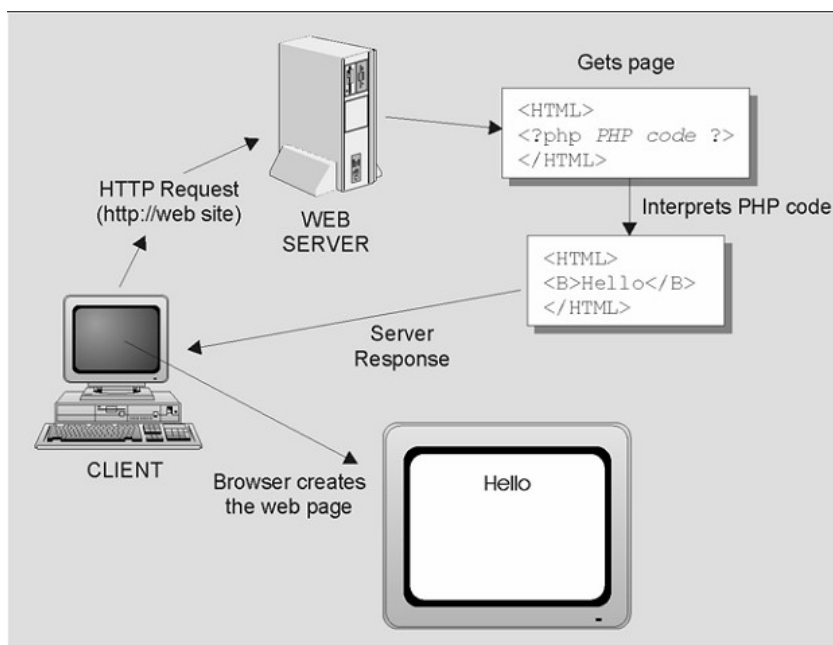 Gets page
<HTML>
<?php PHP code ?>
</HTML>
HTTP Request
(http://web site)
WEB
SERVER
Interprets PHP code
<HTML>
<B>Hello</B>
</HTML>
Server
Response
CLIENT
Browser creates
the web page
Hello